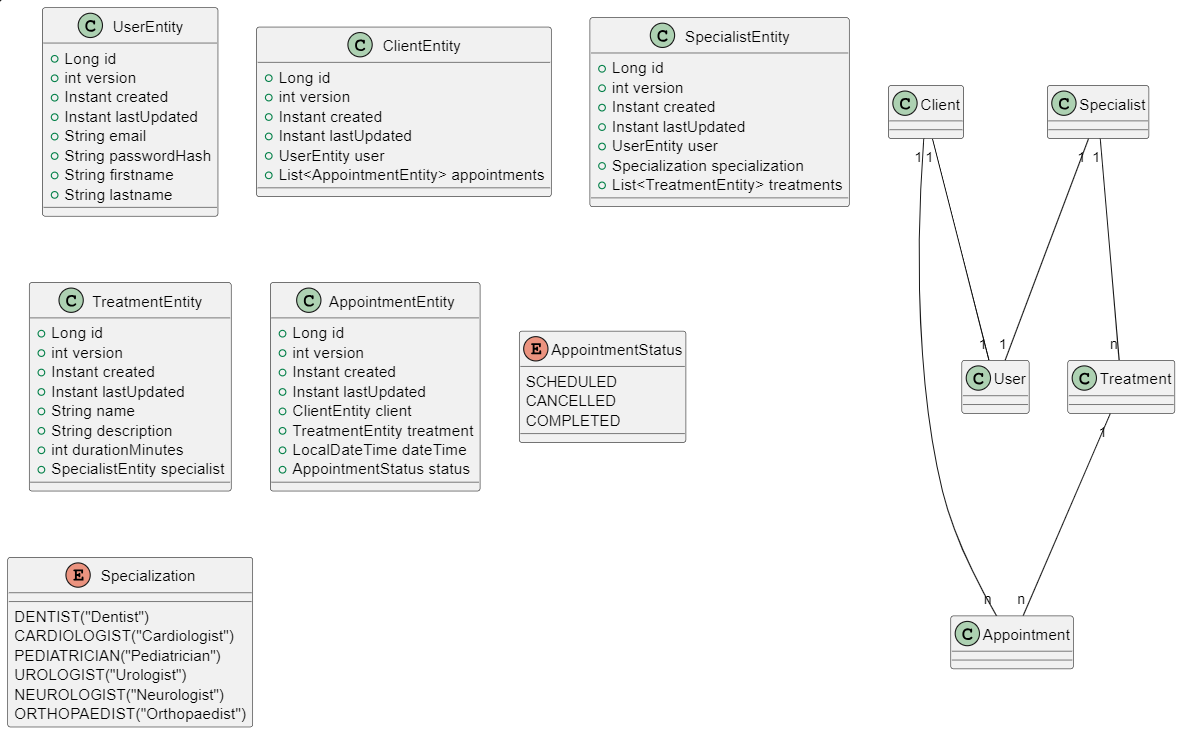 C UserEntity
Long id
int version
Instant created
Instant lastUpdated
String email
String passwordHash
String firstname
String lastname
C ClientEntity
Long id
int version
Instant created
Instant lastUpdated
UserEntity user
List<AppointmentEntity> appointments
C SpecialistEntity
Long id
int version
Instant created
Instant lastUpdated
UserEntity user
Specialization specialization
List<TreatmentEntity> treatments
C Client
C Specialist
1 1
1 1
C TreatmentEntity
Long id
int version
Instant created
Instant lastUpdated
String name
String description
int durationMinutes
SpecialistEntity specialist
C AppointmentEntity
Long id
int version
Instant created
Instant lastUpdated
ClientEntity client
TreatmentEntity treatment
LocalDateTime dateTime
AppointmentStatus status
E AppointmentStatus
SCHEDULED
CANCELLED
COMPLETED
1 1
n
C User
C Treatment
1
n n
C Appointment
E Specialization
DENTIST("Dentist")
CARDIOLOGIST("Cardiologist")
PEDIATRICIAN("Pediatrician")
UROLOGIST("Urologist")
NEUROLOGIST("Neurologist")
ORTHOPAEDIST("Orthopaedist")